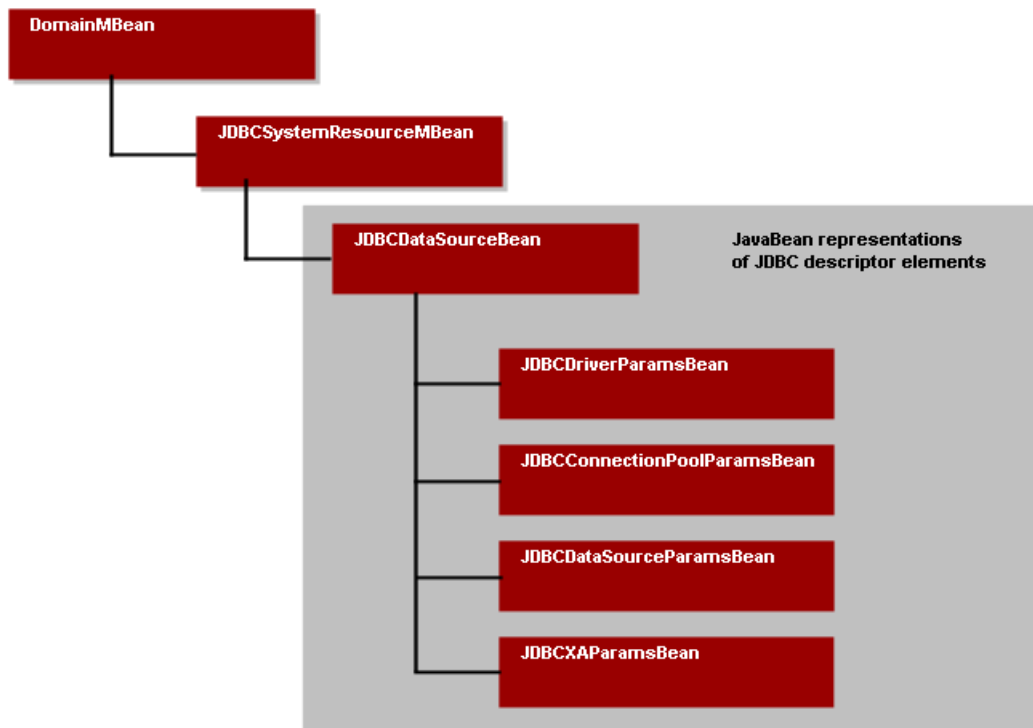 DomainMBean
JDBCSystemResourceMBean
JDBCDataSourceBean
JavaBean representations
of JDBC descriptor elements
JDBCDriverParamsBean
JDBCConnectionPoolParamsBean
JDBCDataSourceParamsBean
JDBCXAParamsBean